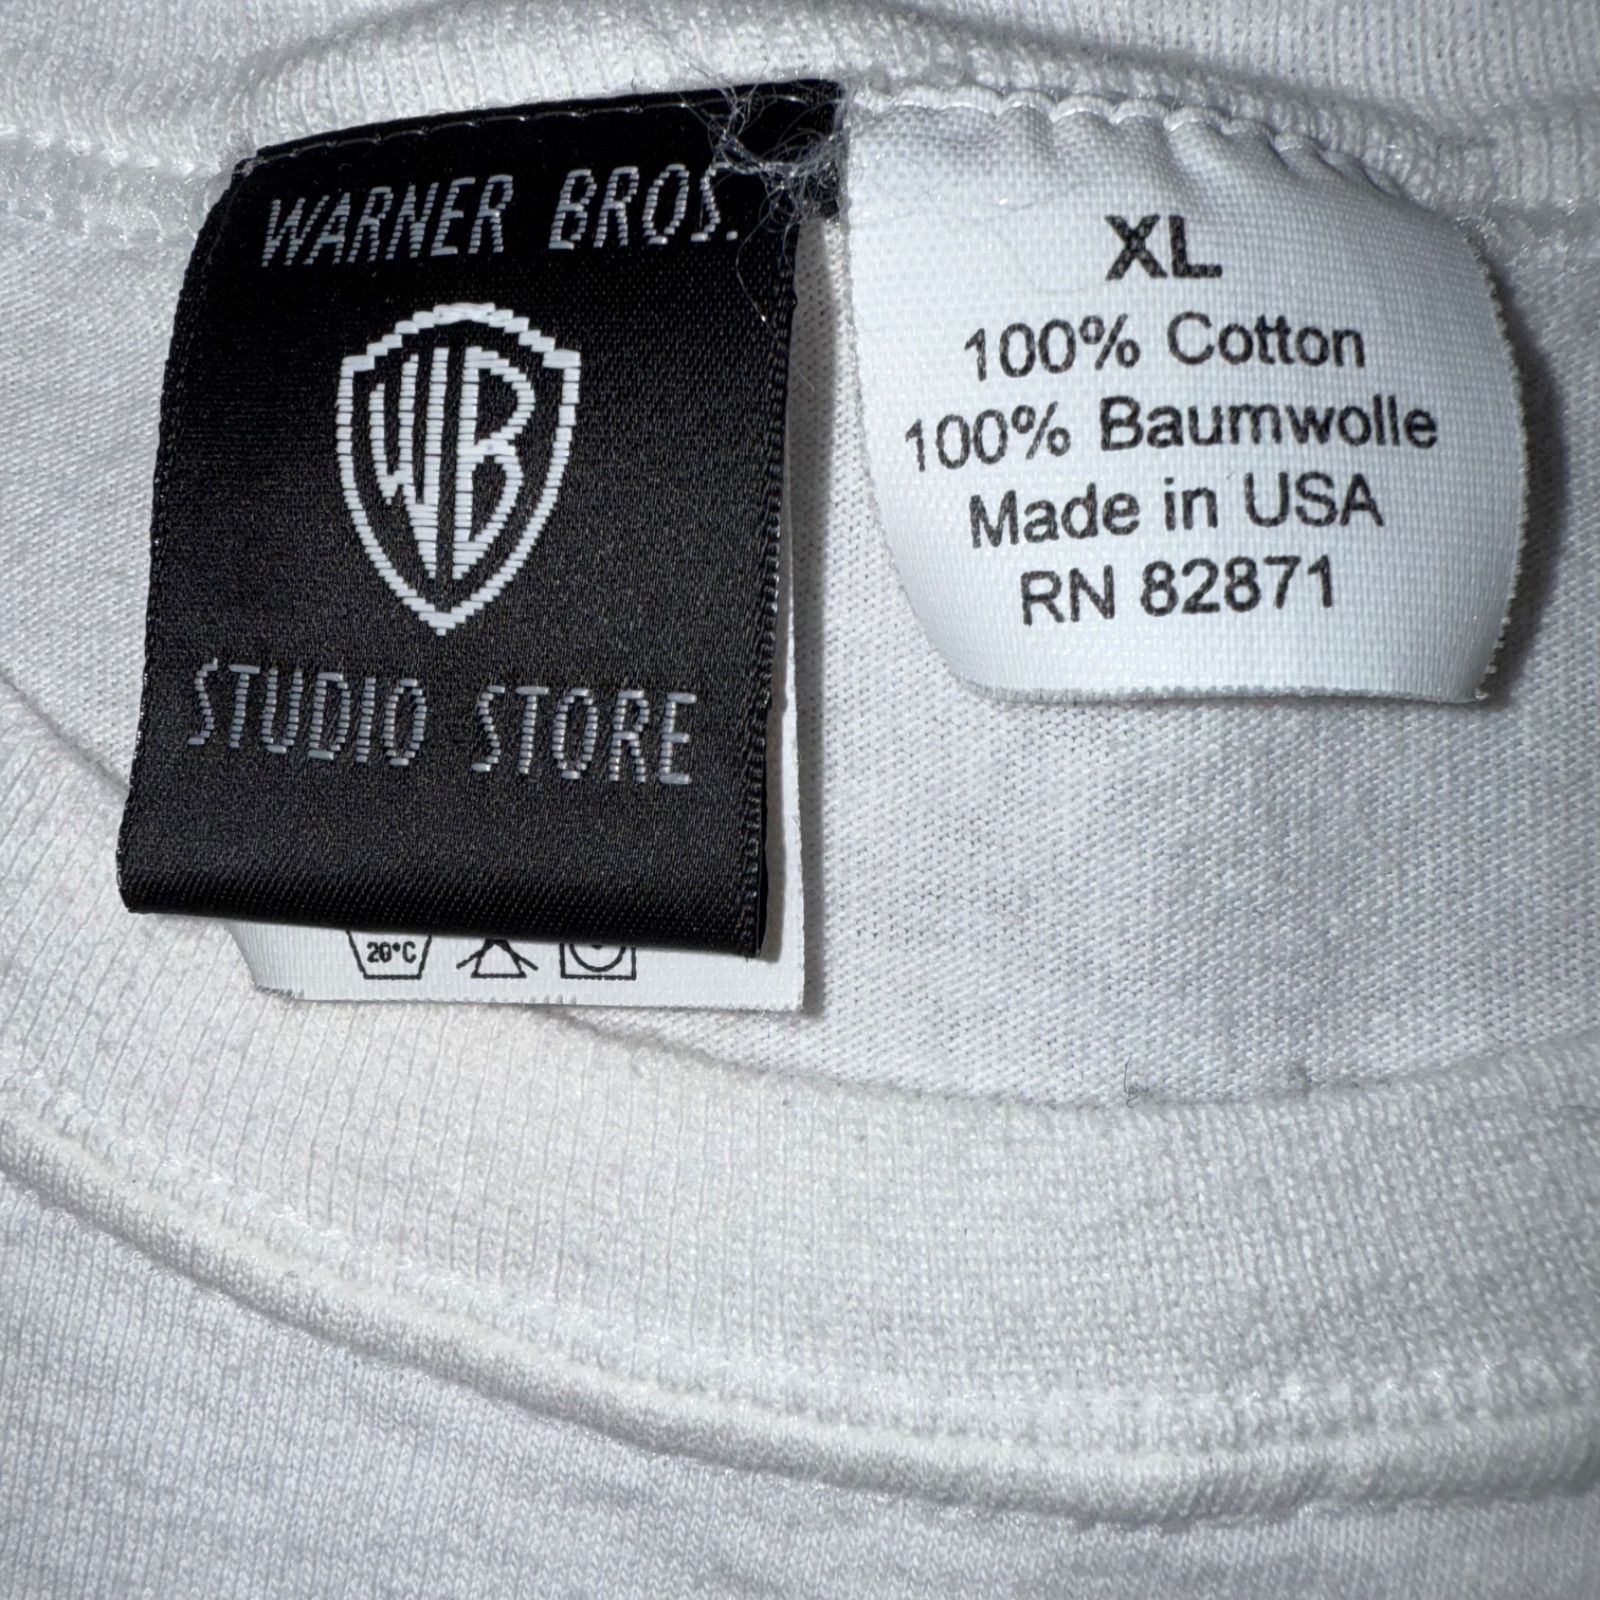 WARNER BROS.
WB
STUDIO STORE
20°C
XL
100% Cotton
100% Baumwolle
Made in USA
RN 82871